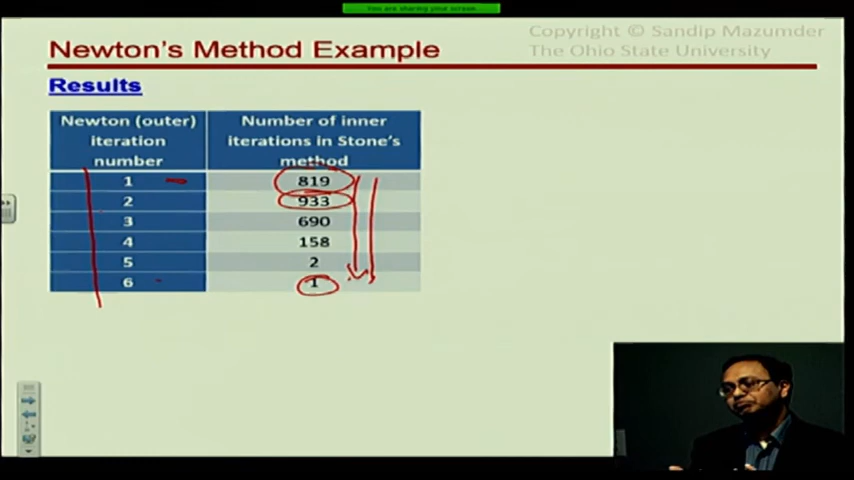 You are sharing your screen
Copyright © Sandip Mazumder
The Ohio State University
Newton's Method Example
Results
Newton (outer) iteration number
Number of inner iterations in Stone's method
1 819
2 933
3 690
4 158
5 2
6 1